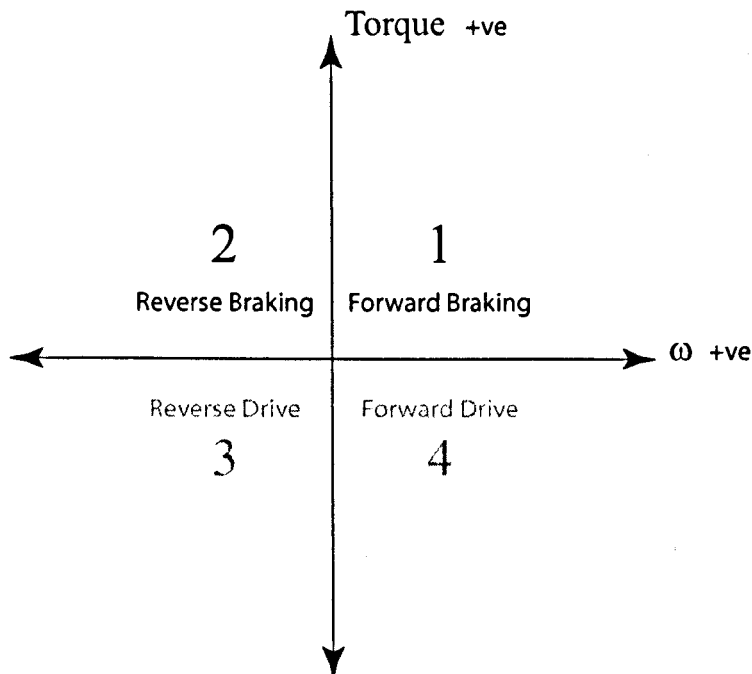 Torque +ve
2 1
Reverse Braking Forward Braking
ω +ve
Reverse Drive Forward Drive
3 4